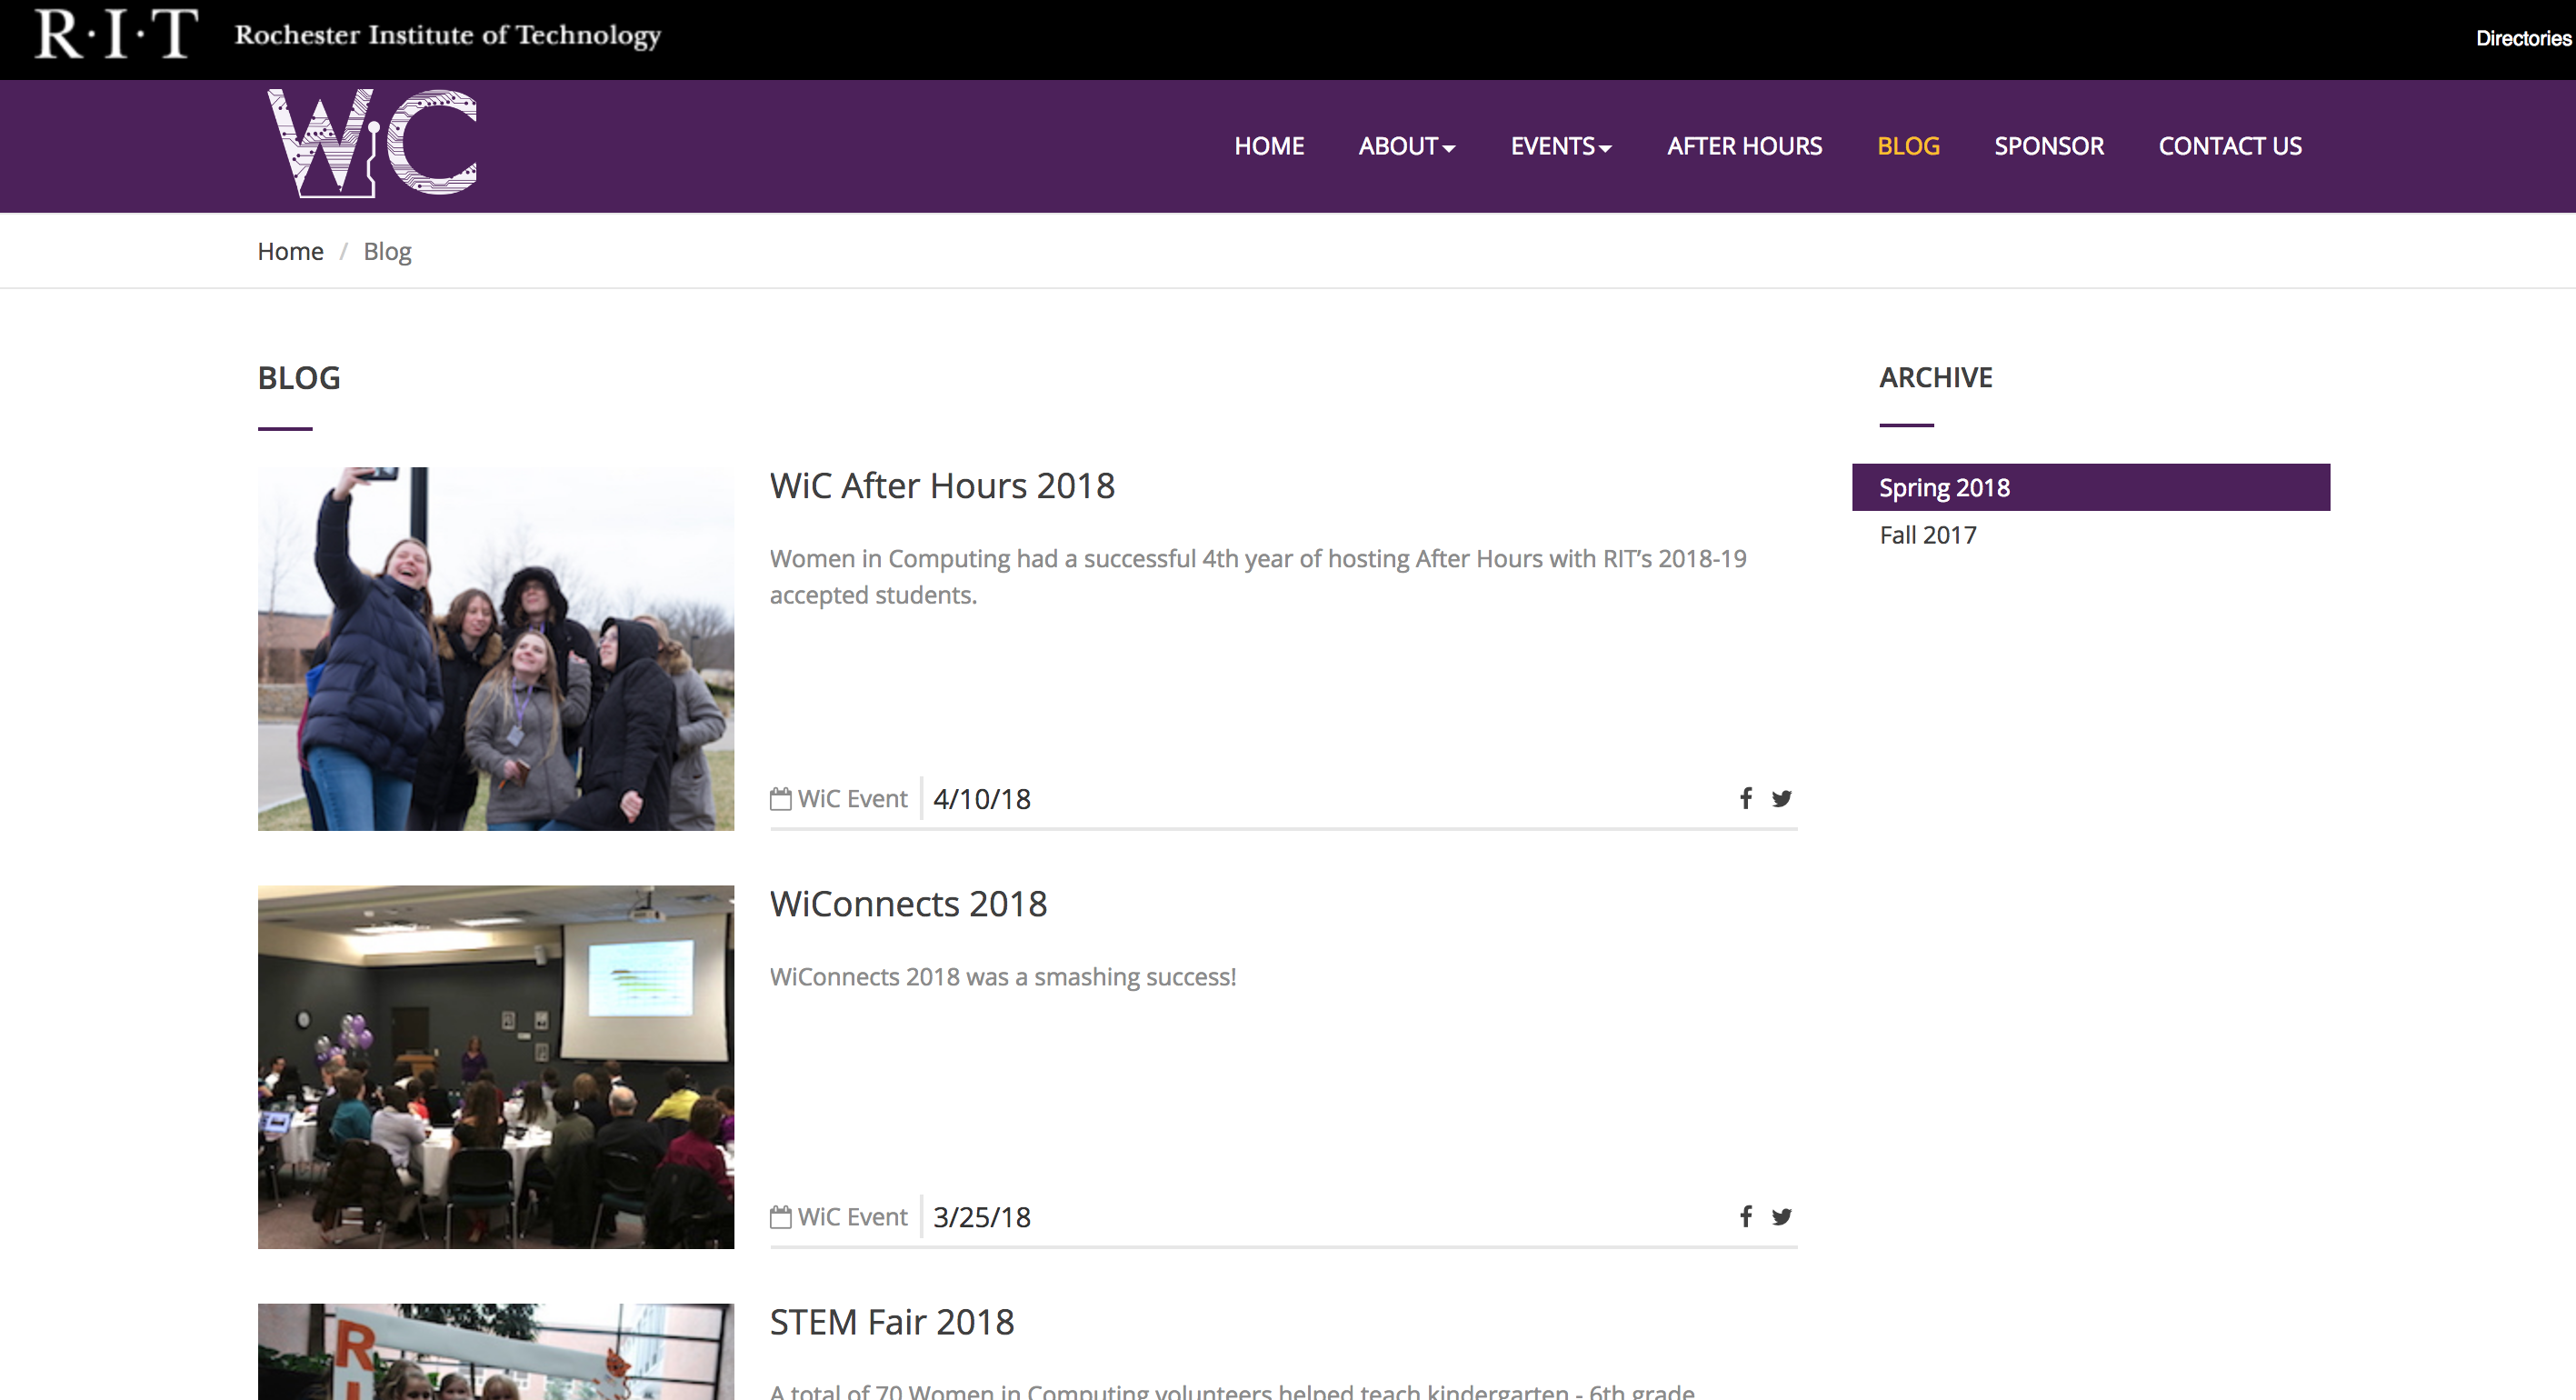 R·I·T Rochester Institute of Technology
Directories
WiC
HOME ABOUT EVENTS AFTER HOURS BLOG SPONSOR CONTACT US
Home / Blog
BLOG
WiC After Hours 2018
Women in Computing had a successful 4th year of hosting After Hours with RIT’s 2018-19
accepted students.
WiC Event 4/10/18
WiConnects 2018
WiConnects 2018 was a smashing success!
WiC Event 3/25/18
STEM Fair 2018
A total of 70 Women in Computing volunteers helped teach kindergarten - 6th grade
R
ARCHIVE
Spring 2018
Fall 2017